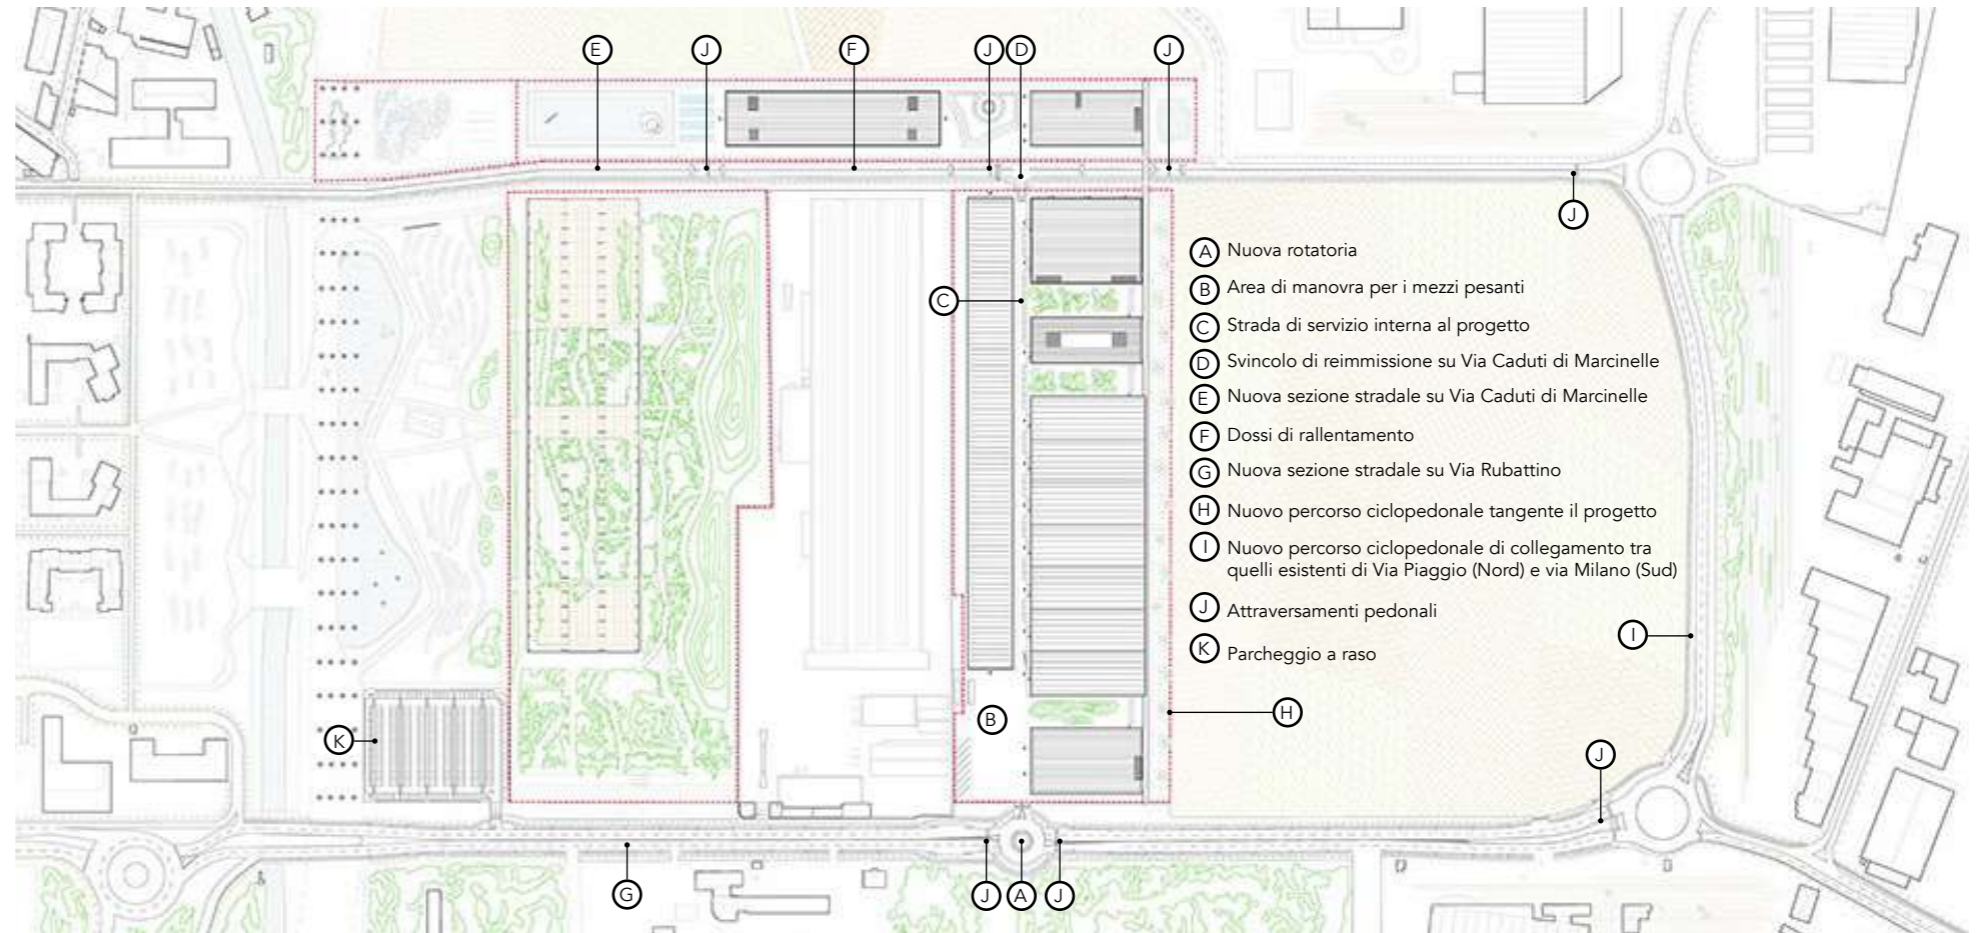 E J F J D J
J
A Nuova rotatoria
B Area di manovra per i mezzi pesanti
C
C Strada di servizio interna al progetto
D Svincolo di reimmissione su Via Caduti di Marcinelle
E Nuova sezione stradale su Via Caduti di Marcinelle
F Dossi di rallentamento
G Nuova sezione stradale su Via Rubattino
H Nuovo percorso ciclopedonale tangente il progetto
I Nuovo percorso ciclopedonale di collegamento tra
quelli esistenti di Via Piaggio (Nord) e via Milano (Sud)
J Attraversamenti pedonali
I
K Parcheggio a raso
B H
K
J
G J A J